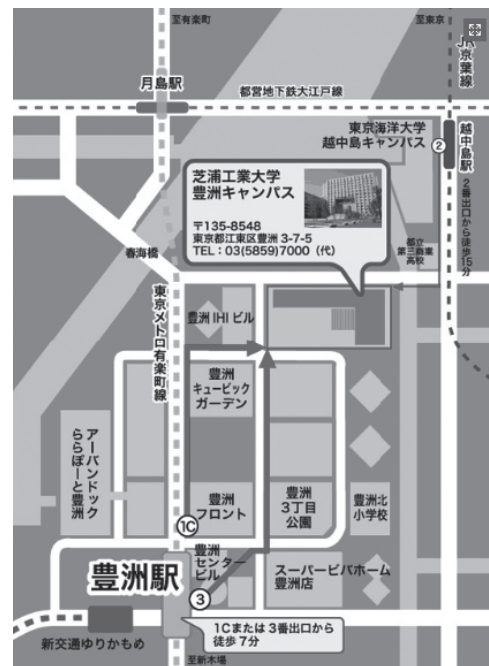 至有楽町
至東京
JR京葉線
月島駅
都営地下鉄大江戸線
東京海洋大学
越中島キャンパス
②
越中島駅
2番出口から徒歩15分
芝浦工業大学
豊洲キャンパス
〒135-8548
東京都江東区豊洲 3-7-5
TEL：03(5859)7000（代）
都立
第三商業
高校
春海橋
東京メトロ有楽町線
豊洲 IHI ビル
豊洲
キュービック
ガーデン
アーバンドック
ららぽーと豊洲
豊洲
フロント
豊洲
3丁目
公園
豊洲北
小学校
1C
豊洲駅
豊洲
センター
ビル
スーパービバホーム
豊洲店
③
1Cまたは 3番出口から
徒歩 7分
新交通ゆりかもめ
至新木場